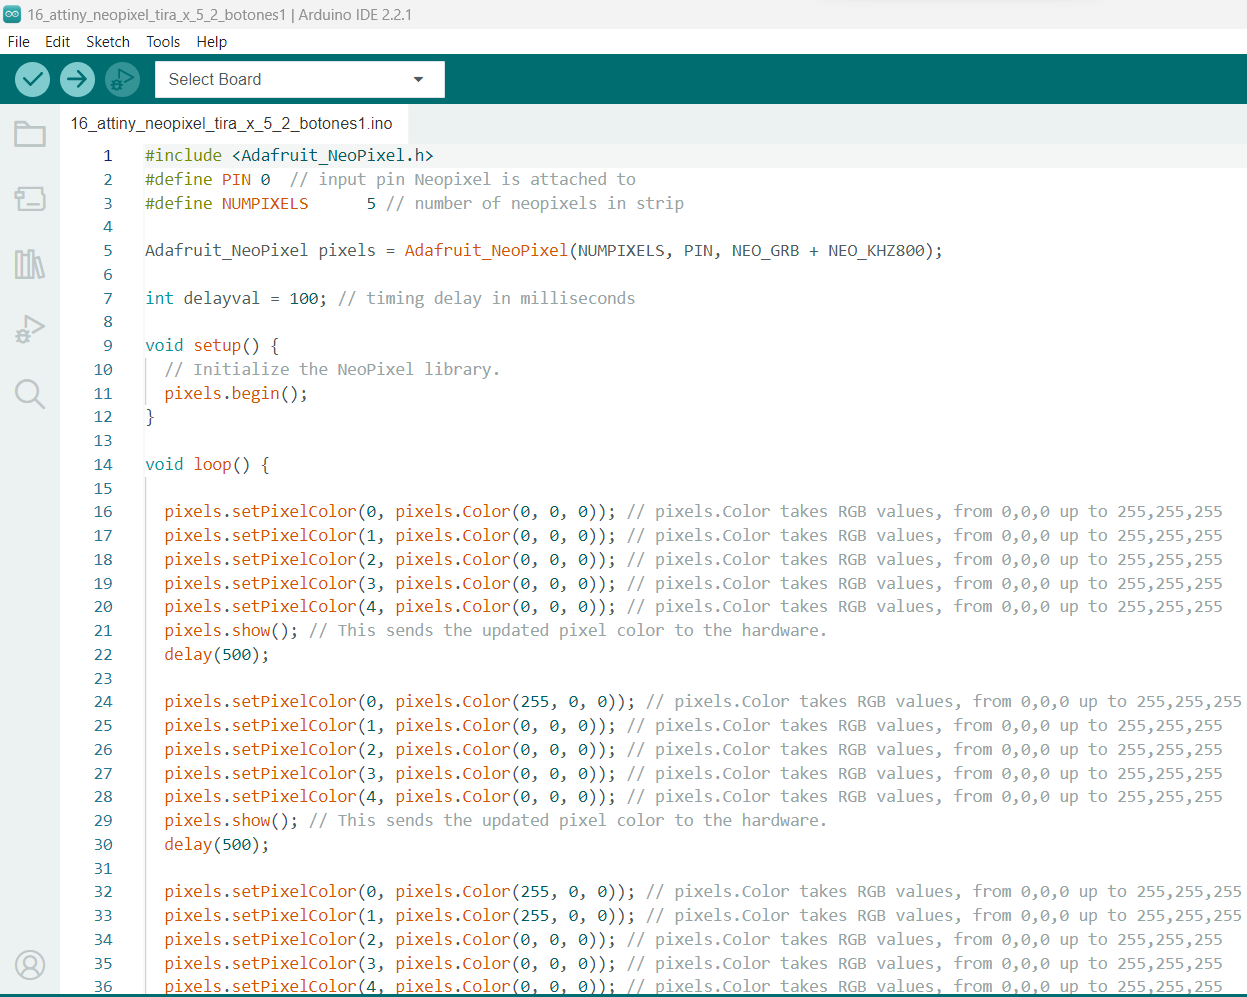 16_attiny_neopixel_tira_x_5_2_botones1 | Arduino IDE 2.2.1
File Edit Sketch Tools Help
Select Board
16_attiny_neopixel_tira_x_5_2_botones1.ino
1 #include <Adafruit_NeoPixel.h>
2 #define PIN 0  // input pin Neopixel is attached to
3 #define NUMPIXELS      5 // number of neopixels in strip
4
5 Adafruit_NeoPixel pixels = Adafruit_NeoPixel(NUMPIXELS, PIN, NEO_GRB + NEO_KHZ800);
6
7 int delayval = 100; // timing delay in milliseconds
8
9 void setup() {
10   // Initialize the NeoPixel library.
11   pixels.begin();
12 }
13
14 void loop() {
15
16   pixels.setPixelColor(0, pixels.Color(0, 0, 0)); // pixels.Color takes RGB values, from 0,0,0 up to 255,255,255
17   pixels.setPixelColor(1, pixels.Color(0, 0, 0)); // pixels.Color takes RGB values, from 0,0,0 up to 255,255,255
18   pixels.setPixelColor(2, pixels.Color(0, 0, 0)); // pixels.Color takes RGB values, from 0,0,0 up to 255,255,255
19   pixels.setPixelColor(3, pixels.Color(0, 0, 0)); // pixels.Color takes RGB values, from 0,0,0 up to 255,255,255
20   pixels.setPixelColor(4, pixels.Color(0, 0, 0)); // pixels.Color takes RGB values, from 0,0,0 up to 255,255,255
21   pixels.show(); // This sends the updated pixel color to the hardware.
22   delay(500);
23
24   pixels.setPixelColor(0, pixels.Color(255, 0, 0)); // pixels.Color takes RGB values, from 0,0,0 up to 255,255,255
25   pixels.setPixelColor(1, pixels.Color(0, 0, 0)); // pixels.Color takes RGB values, from 0,0,0 up to 255,255,255
26   pixels.setPixelColor(2, pixels.Color(0, 0, 0)); // pixels.Color takes RGB values, from 0,0,0 up to 255,255,255
27   pixels.setPixelColor(3, pixels.Color(0, 0, 0)); // pixels.Color takes RGB values, from 0,0,0 up to 255,255,255
28   pixels.setPixelColor(4, pixels.Color(0, 0, 0)); // pixels.Color takes RGB values, from 0,0,0 up to 255,255,255
29   pixels.show(); // This sends the updated pixel color to the hardware.
30   delay(500);
31
32   pixels.setPixelColor(0, pixels.Color(255, 0, 0)); // pixels.Color takes RGB values, from 0,0,0 up to 255,255,255
33   pixels.setPixelColor(1, pixels.Color(255, 0, 0)); // pixels.Color takes RGB values, from 0,0,0 up to 255,255,255
34   pixels.setPixelColor(2, pixels.Color(0, 0, 0)); // pixels.Color takes RGB values, from 0,0,0 up to 255,255,255
35   pixels.setPixelColor(3, pixels.Color(0, 0, 0)); // pixels.Color takes RGB values, from 0,0,0 up to 255,255,255
36   pixels.setPixelColor(4, pixels.Color(0, 0, 0)); // pixels.Color takes RGB values, from 0,0,0 up to 255,255,255